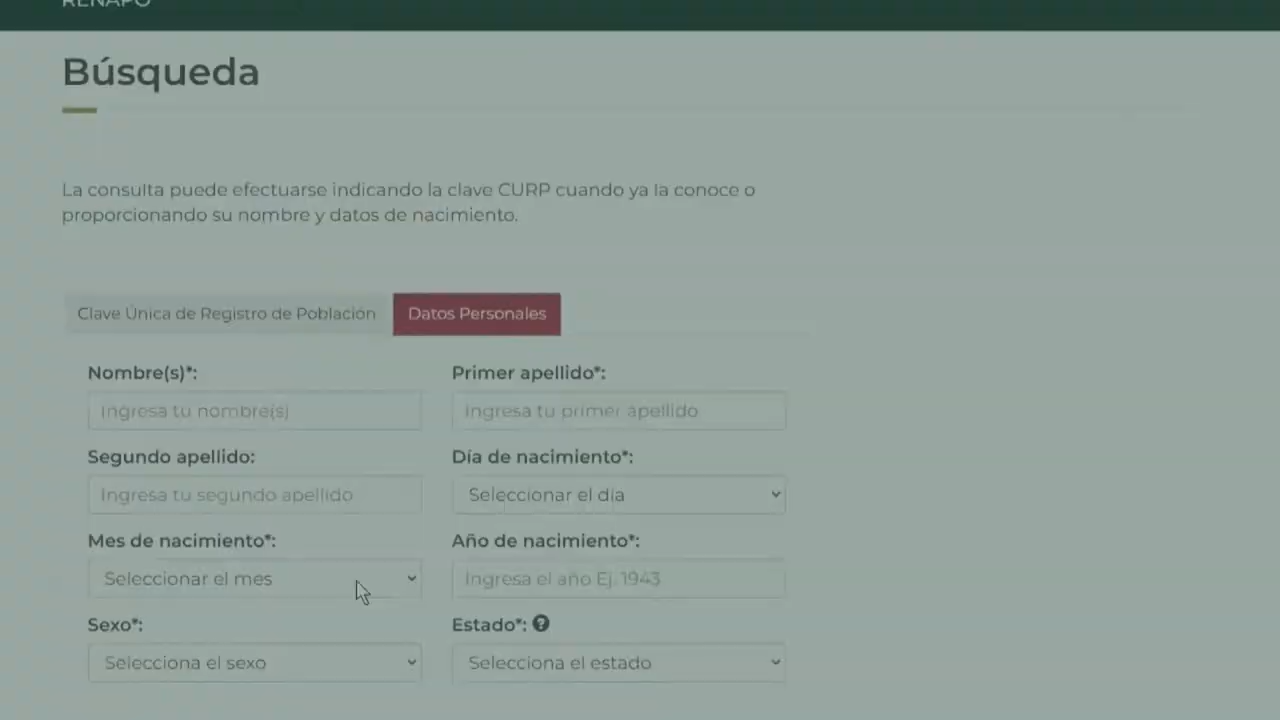 RENAPO
Búsqueda
La consulta puede efectuarse indicando la clave CURP cuando ya la conoce o
proporcionando su nombre y datos de nacimiento.
Clave Única de Registro de Población
Datos Personales
Nombre(s)*:
Primer apellido*:
Ingresa tu nombre(s)
Ingresa tu primer apellido
Segundo apellido:
Día de nacimiento*:
Ingresa tu segundo apellido
Seleccionar el día
Mes de nacimiento*:
Año de nacimiento*:
Seleccionar el mes
Ingresa el año Ej. 1943
Sexo*:
Estado*: ?
Selecciona el sexo
Selecciona el estado